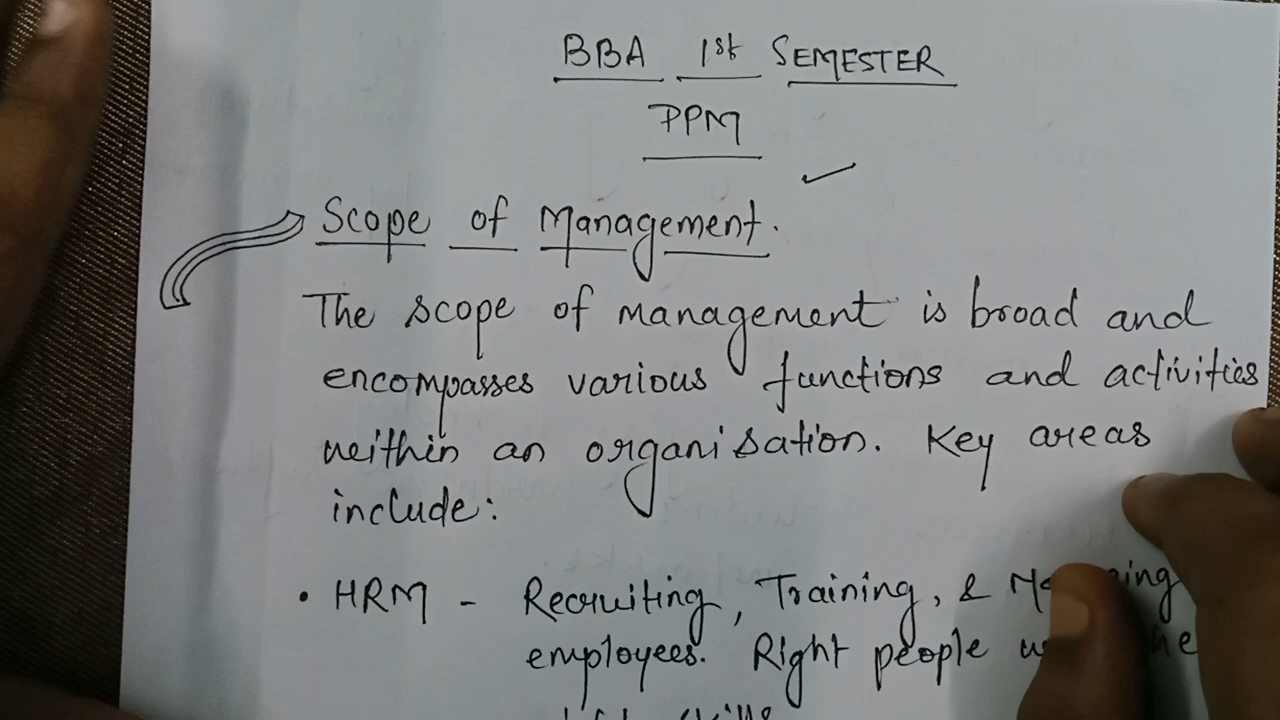 BBA 1st SEMESTER
PPM
Scope of Management.
The scope of management is broad and
encompasses various functions and activities
within an organisation. Key areas
include:
• HRM - Recruiting, Training, &
employees. Right people